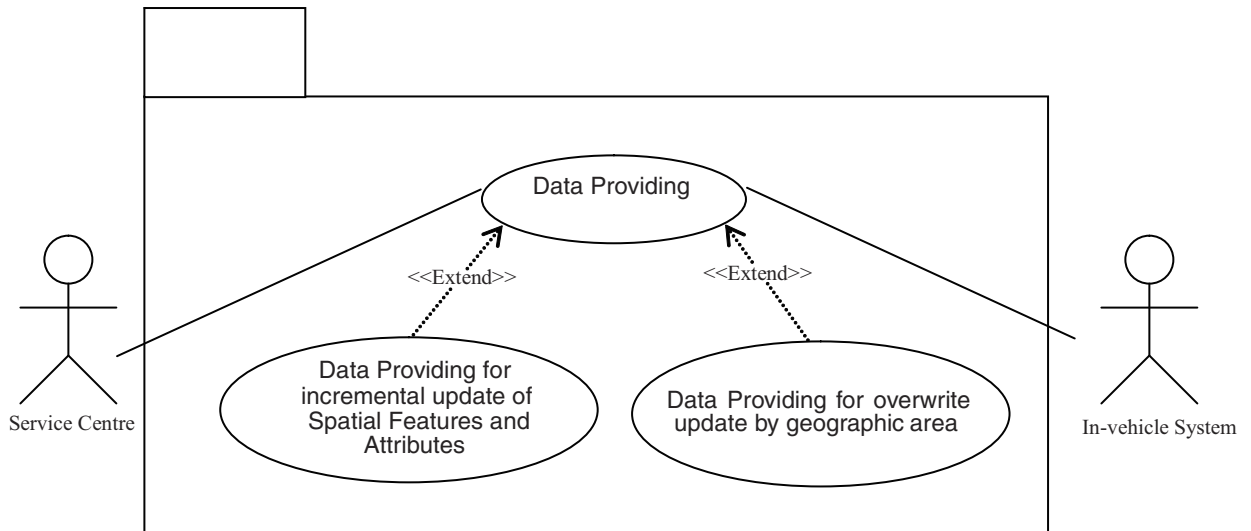 Data Providing
<<Extend>>
<<Extend>>
Data Providing for
incremental update of
Spatial Features and
Attributes
Data Providing for overwrite
update by geographic area
Service Centre
In-vehicle System